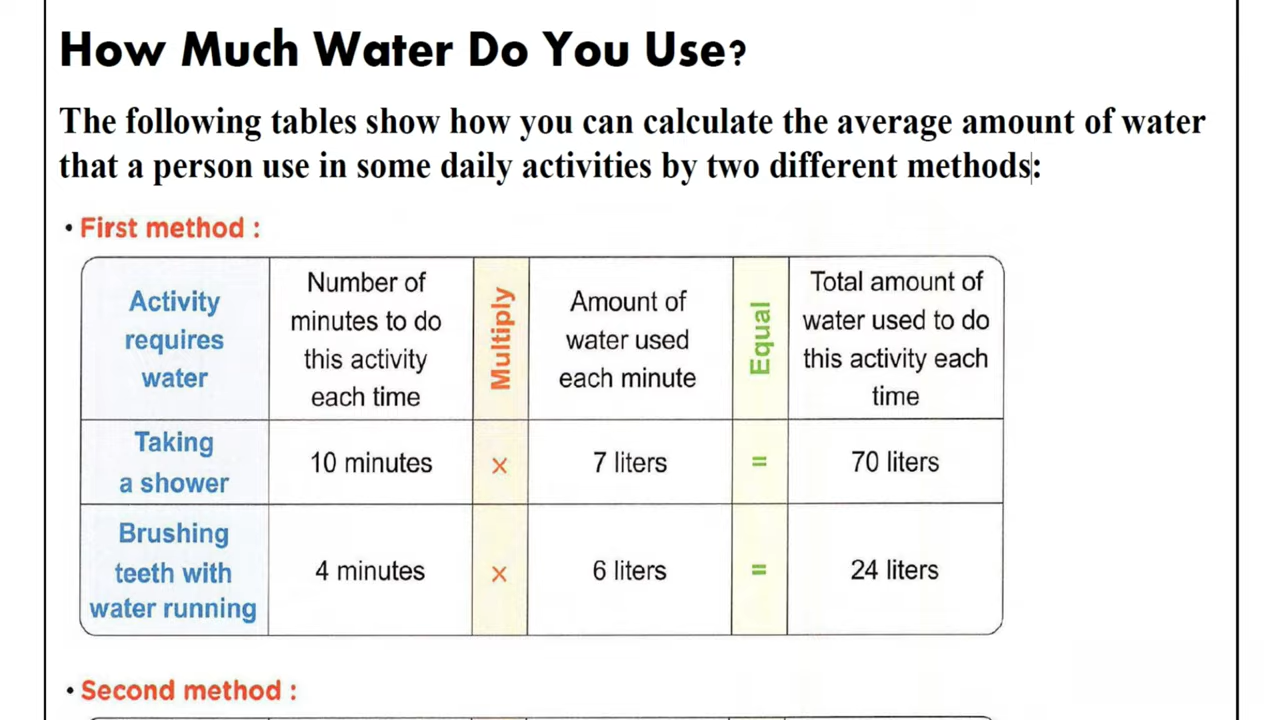 How Much Water Do You Use?
The following tables show how you can calculate the average amount of water
that a person use in some daily activities by two different methods:
• First method :
Activity
requires
water
Number of
minutes to do
this activity
each time
Multiply
Amount of
water used
each minute
Equal
Total amount of
water used to do
this activity each
time
Taking
a shower
10 minutes
×
7 liters
=
70 liters
Brushing
teeth with
water running
4 minutes
×
6 liters
=
24 liters
• Second method :